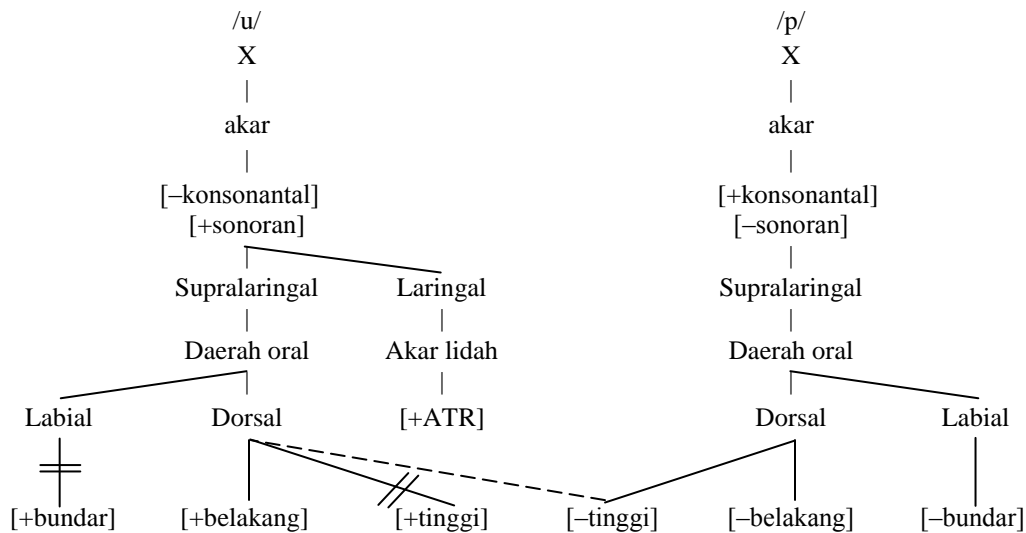 /u/ /p/
X X
akar akar
[–konsonantal] [+konsonantal]
[+sonoran] [–sonoran]
Supralaringal Laringal Supralaringal
Daerah oral Akar lidah Daerah oral
Labial Dorsal [+ATR] Dorsal Labial
[+bundar] [+belakang] [+tinggi] [–tinggi] [–belakang] [–bundar]